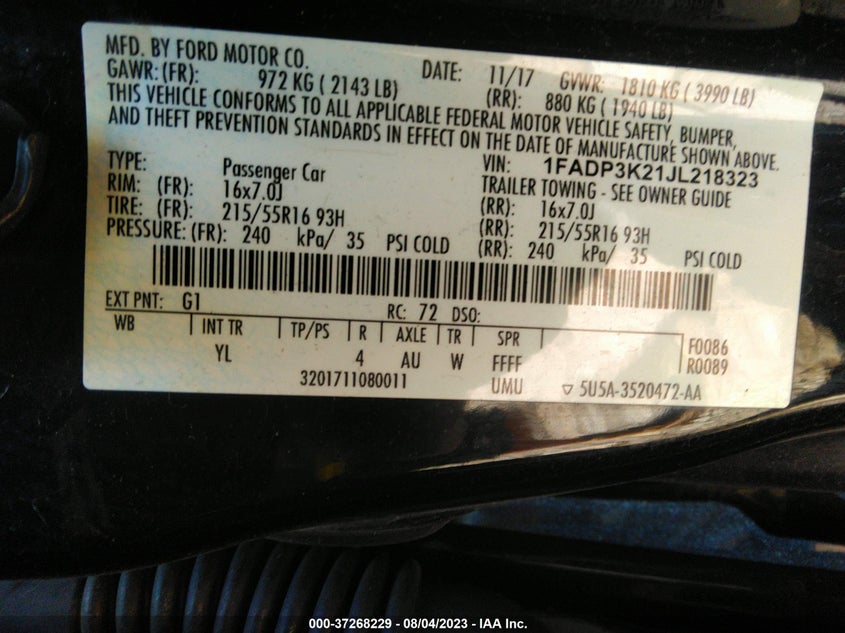 MFD. BY FORD MOTOR CO.
DATE: 11/17 GVWR: 1810 KG ( 3990 LB)
GAWR: (FR): 972 KG ( 2143 LB) (RR): 880 KG ( 1940 LB)
THIS VEHICLE CONFORMS TO ALL APPLICABLE FEDERAL MOTOR VEHICLE SAFETY, BUMPER,
AND THEFT PREVENTION STANDARDS IN EFFECT ON THE DATE OF MANUFACTURE SHOWN ABOVE.
VIN: 1FADP3K21JL218323
TYPE: Passenger Car TRAILER TOWING - SEE OWNER GUIDE
RIM: (FR): 16x7.0J (RR): 16x7.0J
TIRE: (FR): 215/55R16 93H (RR): 215/55R16 93H
PRESSURE: (FR): 240 kPa/ 35 PSI COLD (RR): 240 kPa/ 35 PSI COLD
EXT PNT: G1 RC: 72 DSO:
WB INT TR TP/PS R AXLE TR SPR F0086
YL 4 AU W FFFF R0089
3201711080011 UMU ▽ 5U5A-3520472-AA
000-37268229 - 08/04/2023 - IAA Inc.